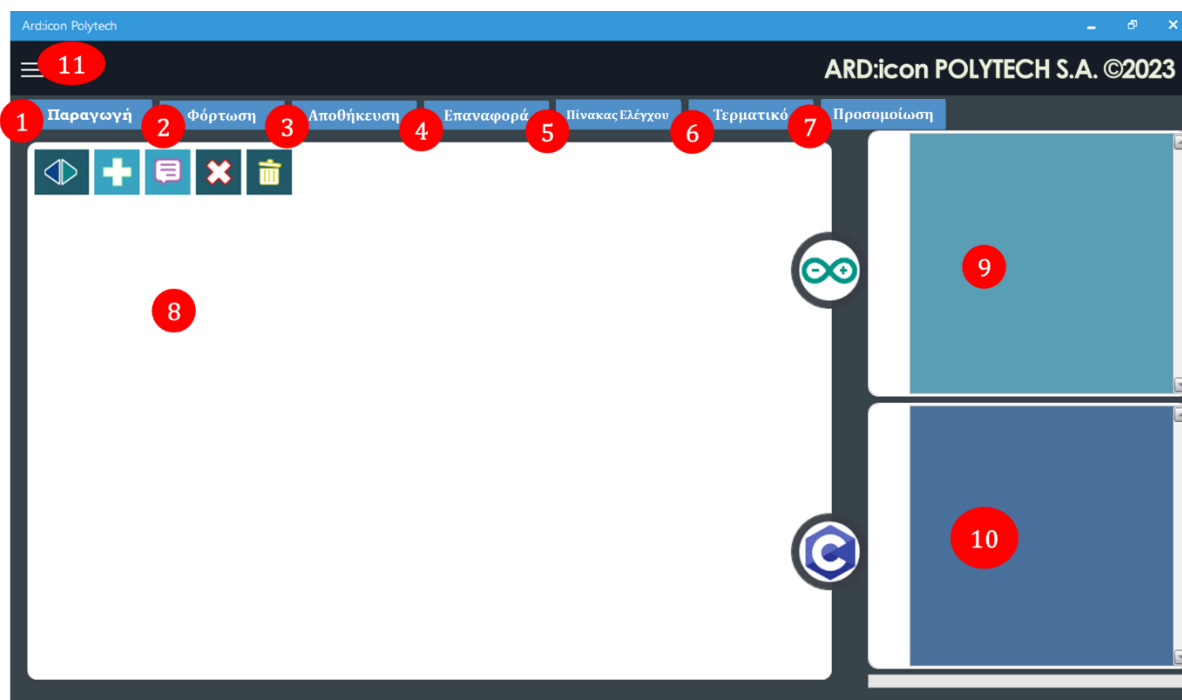 Ard:icon Polytech
11
ARD:icon POLYTECH S.A. ©2023
1 Παραγωγή 2 Φόρτωση 3 Αποθήκευση 4 Επαναφορά 5 Πίνακας Ελέγχου 6 Τερματικό 7 Προσομοίωση
9
8
10
C